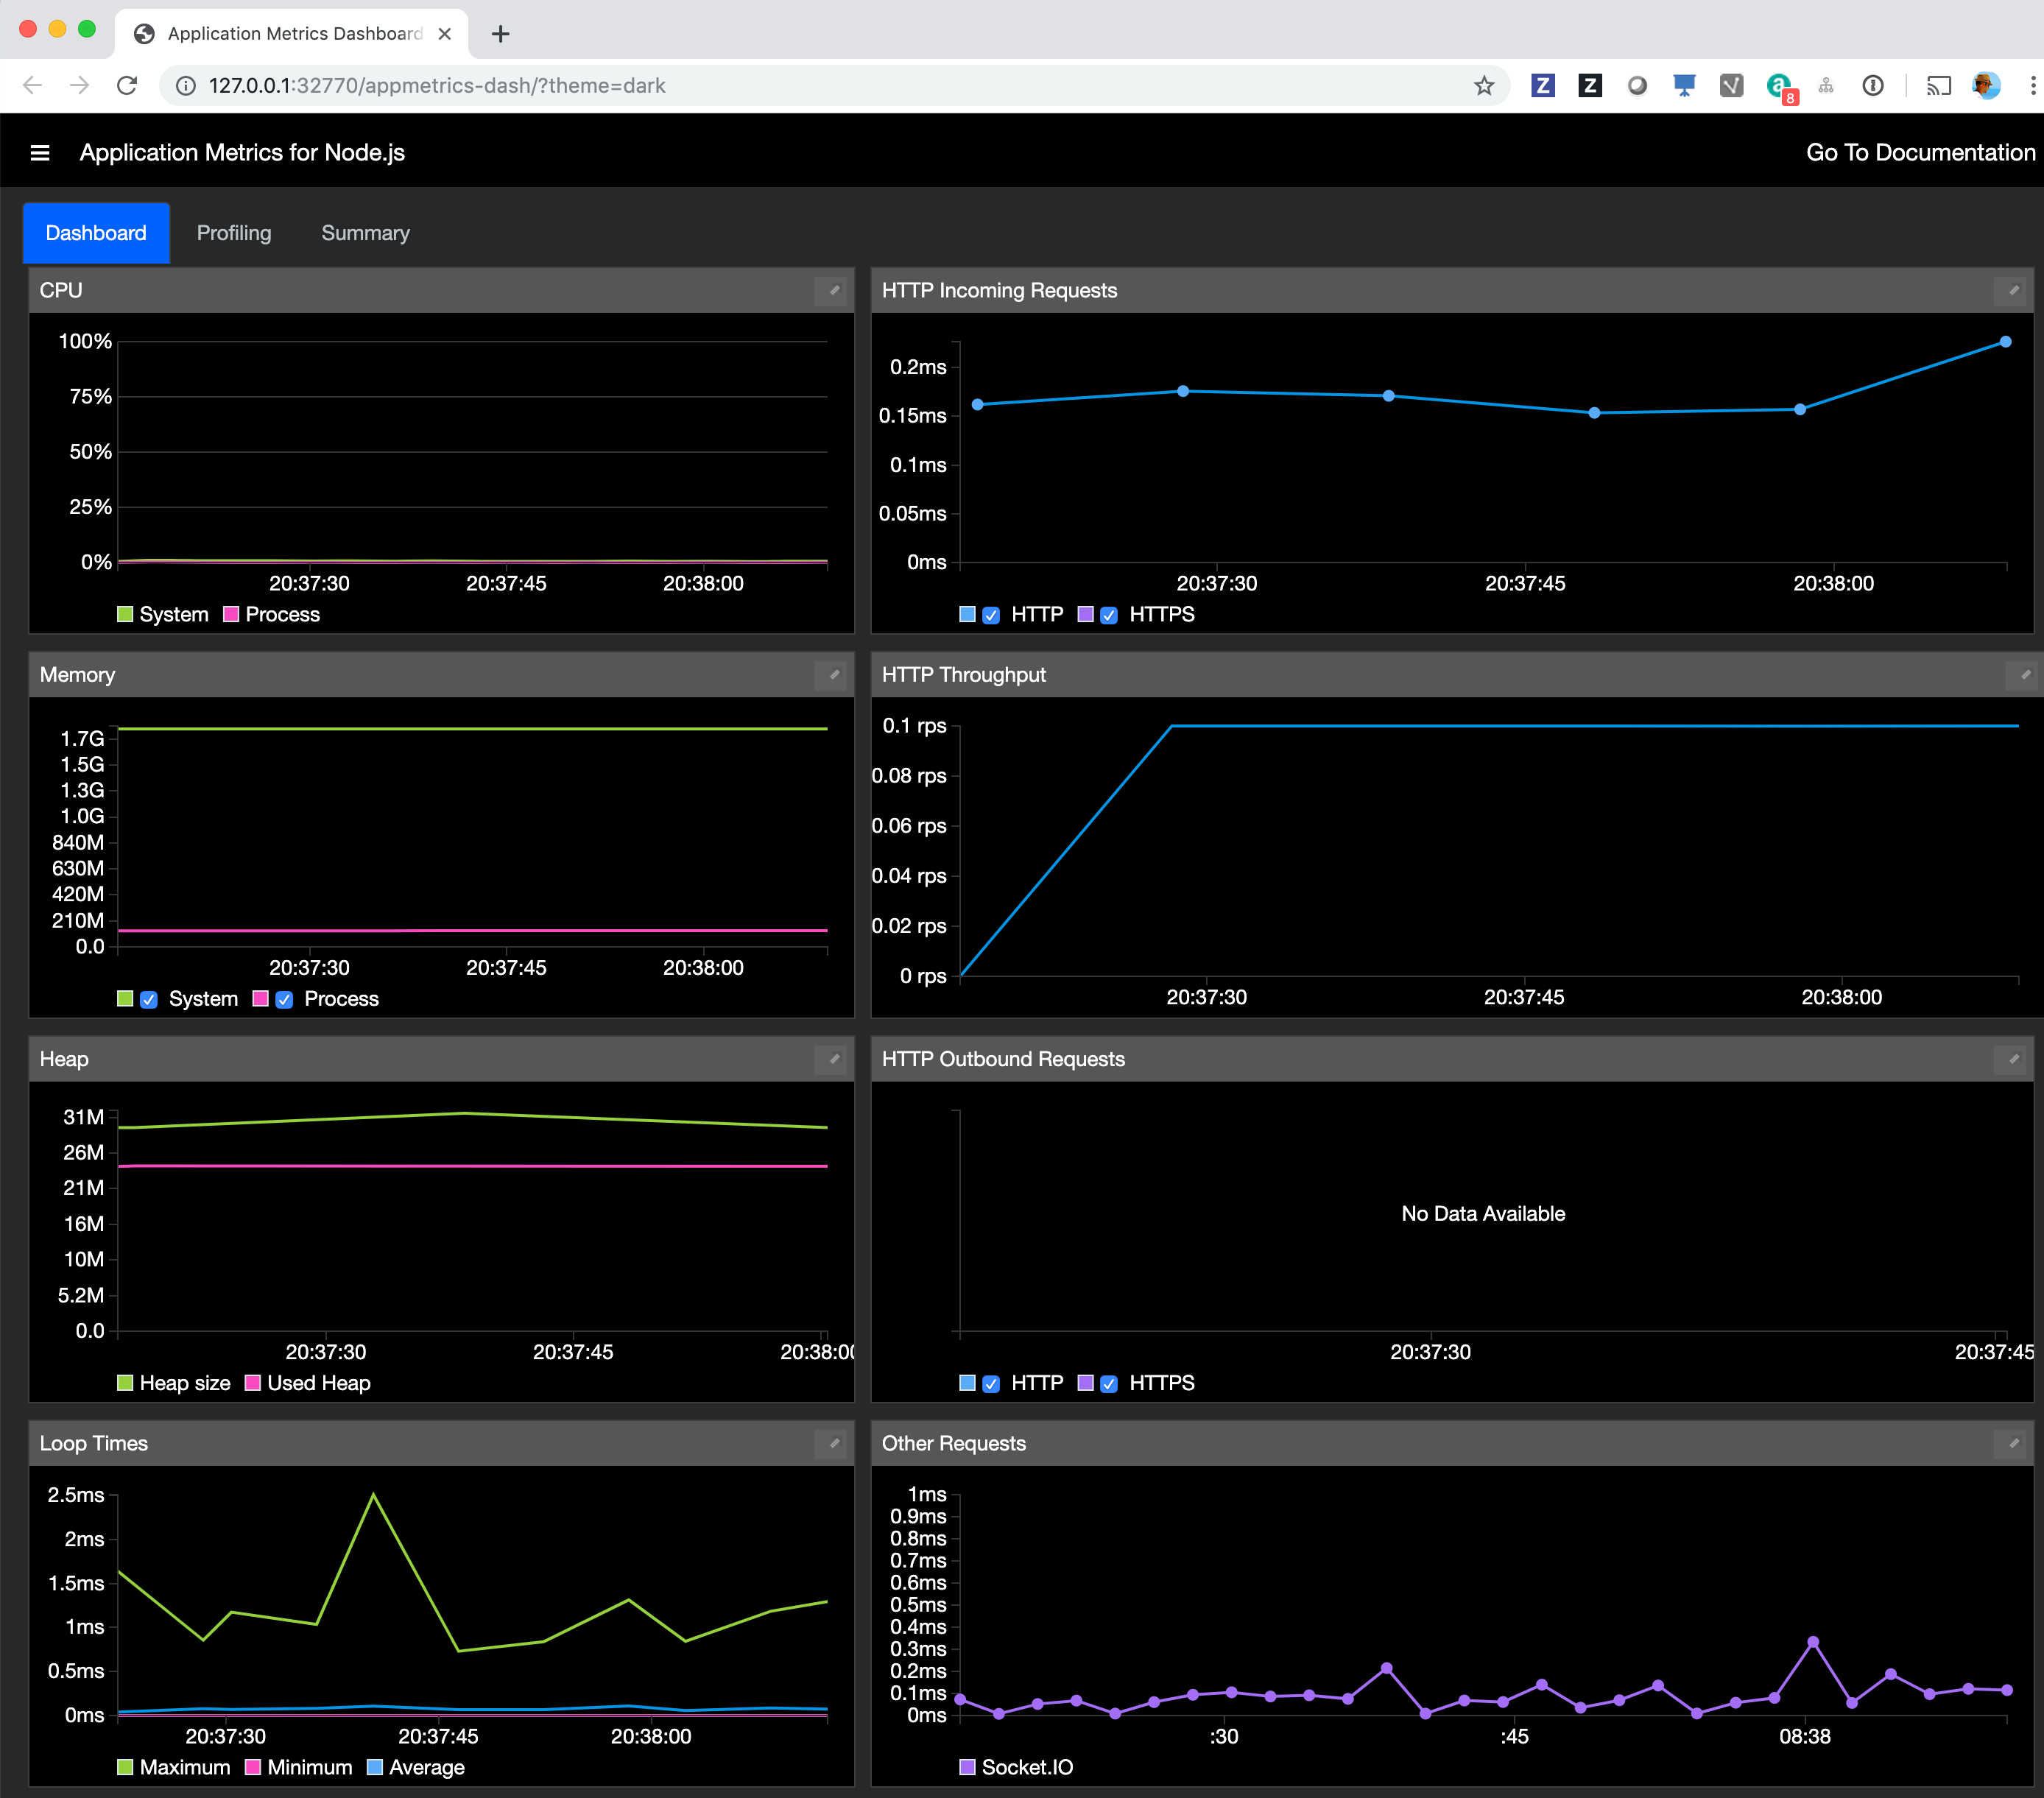 Application Metrics Dashboard
127.0.0.1:32770/appmetrics-dash/?theme=dark
Z
Z
a
8
Application Metrics for Node.js
Go To Documentation
Dashboard
Profiling
Summary
CPU
100%
75%
50%
25%
0%
20:37:30
20:37:45
20:38:00
System
Process
HTTP Incoming Requests
0.2ms
0.15ms
0.1ms
0.05ms
0ms
20:37:30
20:37:45
20:38:00
HTTP
HTTPS
Memory
1.7G
1.5G
1.3G
1.0G
840M
630M
420M
210M
0.0
20:37:30
20:37:45
20:38:00
System
Process
HTTP Throughput
0.1 rps
0.08 rps
0.06 rps
0.04 rps
0.02 rps
0 rps
20:37:30
20:37:45
20:38:00
Heap
31M
26M
21M
16M
10M
5.2M
0.0
20:37:30
20:37:45
20:38:00
Heap size
Used Heap
HTTP Outbound Requests
No Data Available
20:37:30
20:37:45
HTTP
HTTPS
Loop Times
2.5ms
2ms
1.5ms
1ms
0.5ms
0ms
20:37:30
20:37:45
20:38:00
Maximum
Minimum
Average
Other Requests
1ms
0.9ms
0.8ms
0.7ms
0.6ms
0.5ms
0.4ms
0.3ms
0.2ms
0.1ms
0ms
:30
:45
08:38
Socket.IO